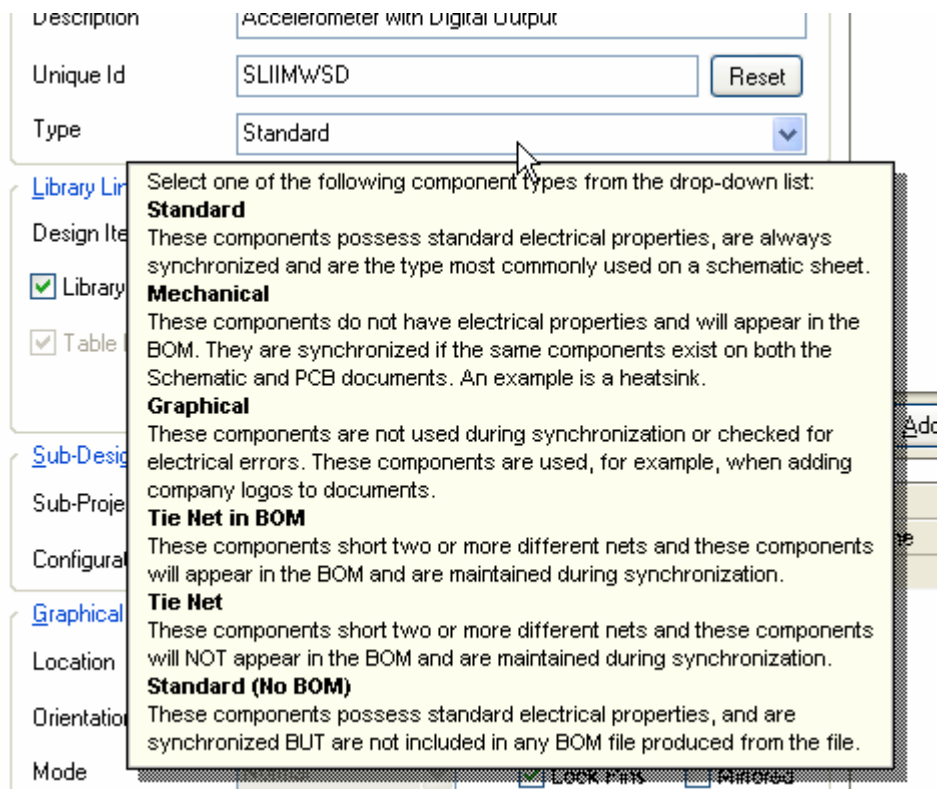 Description Accelerometer with Digital Output
Unique Id SLIIMWSD Reset
Type Standard
Select one of the following component types from the drop-down list:
Standard
These components possess standard electrical properties, are always
synchronized and are the type most commonly used on a schematic sheet.
Mechanical
These components do not have electrical properties and will appear in the
BOM. They are synchronized if the same components exist on both the
Schematic and PCB documents. An example is a heatsink.
Graphical
These components are not used during synchronization or checked for
electrical errors. These components are used, for example, when adding
company logos to documents.
Tie Net in BOM
These components short two or more different nets and these components
will appear in the BOM and are maintained during synchronization.
Tie Net
These components short two or more different nets and these components
will NOT appear in the BOM and are maintained during synchronization.
Standard (No BOM)
These components possess standard electrical properties, and are
synchronized BUT are not included in any BOM file produced from the file.
Library Lin
Design Ite
Library
Table
Sub-Desig
Sub-Proje
Configurat
Graphical
Location
Orientation
Mode Normal Lock Pins Mirrored
Add